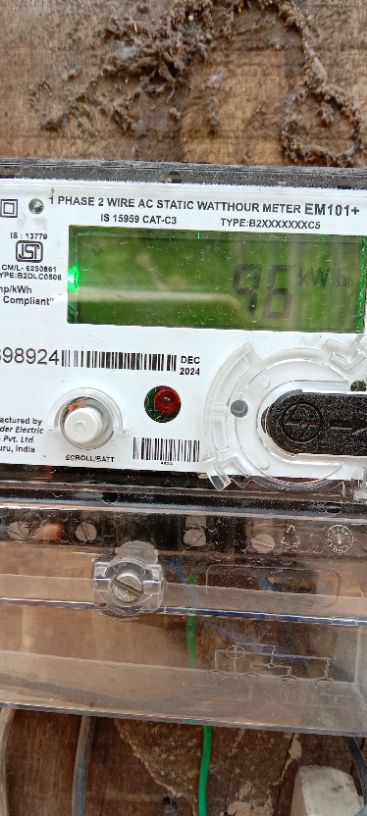 1 PHASE 2 WIRE AC STATIC WATTHOUR METER EM101+
IS 15959 CAT-C3 TYPE:B2XXXXXXXC5
IS : 13779
ISI
CM/L- 6250861
YPE:B2DLC0506
mp/kWh
Compliant"
96 kWh
98924
DEC
2024
factured by
der Electric
Pvt. Ltd.
uru, India
SCROLL/BATT